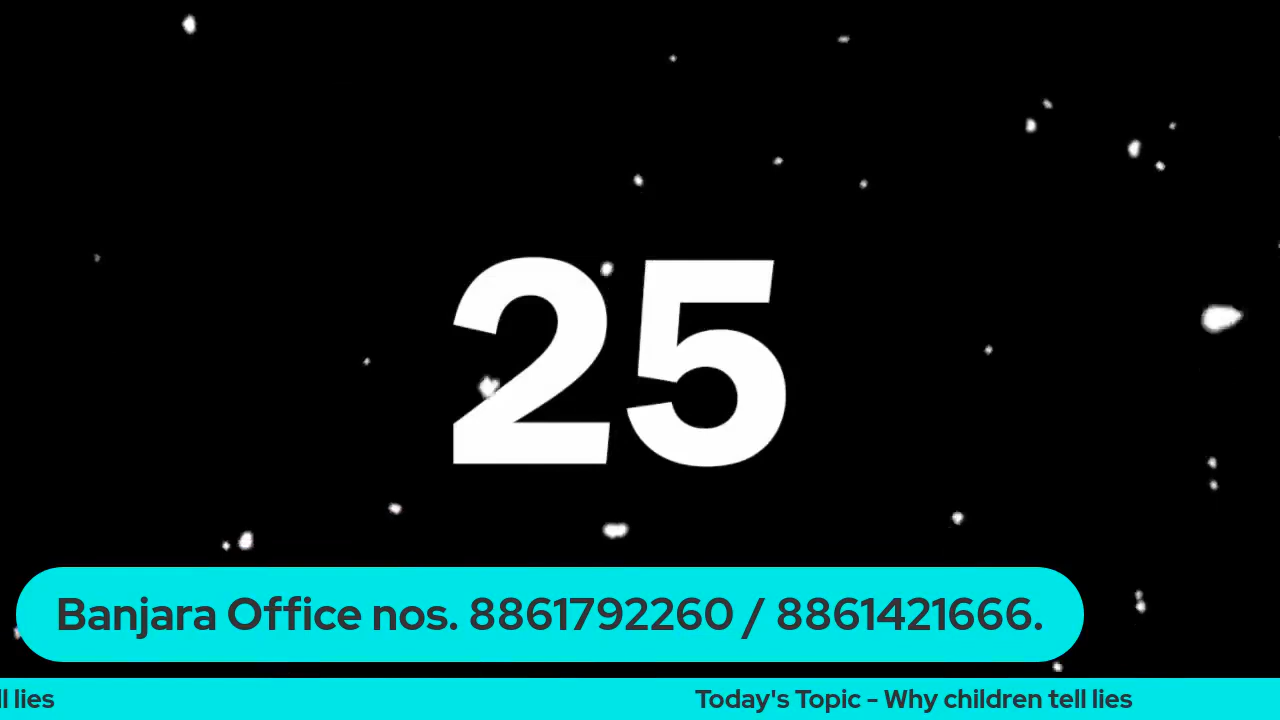 25
Banjara Office nos. 8861792260 / 8861421666.
ll lies Today's Topic - Why children tell lies